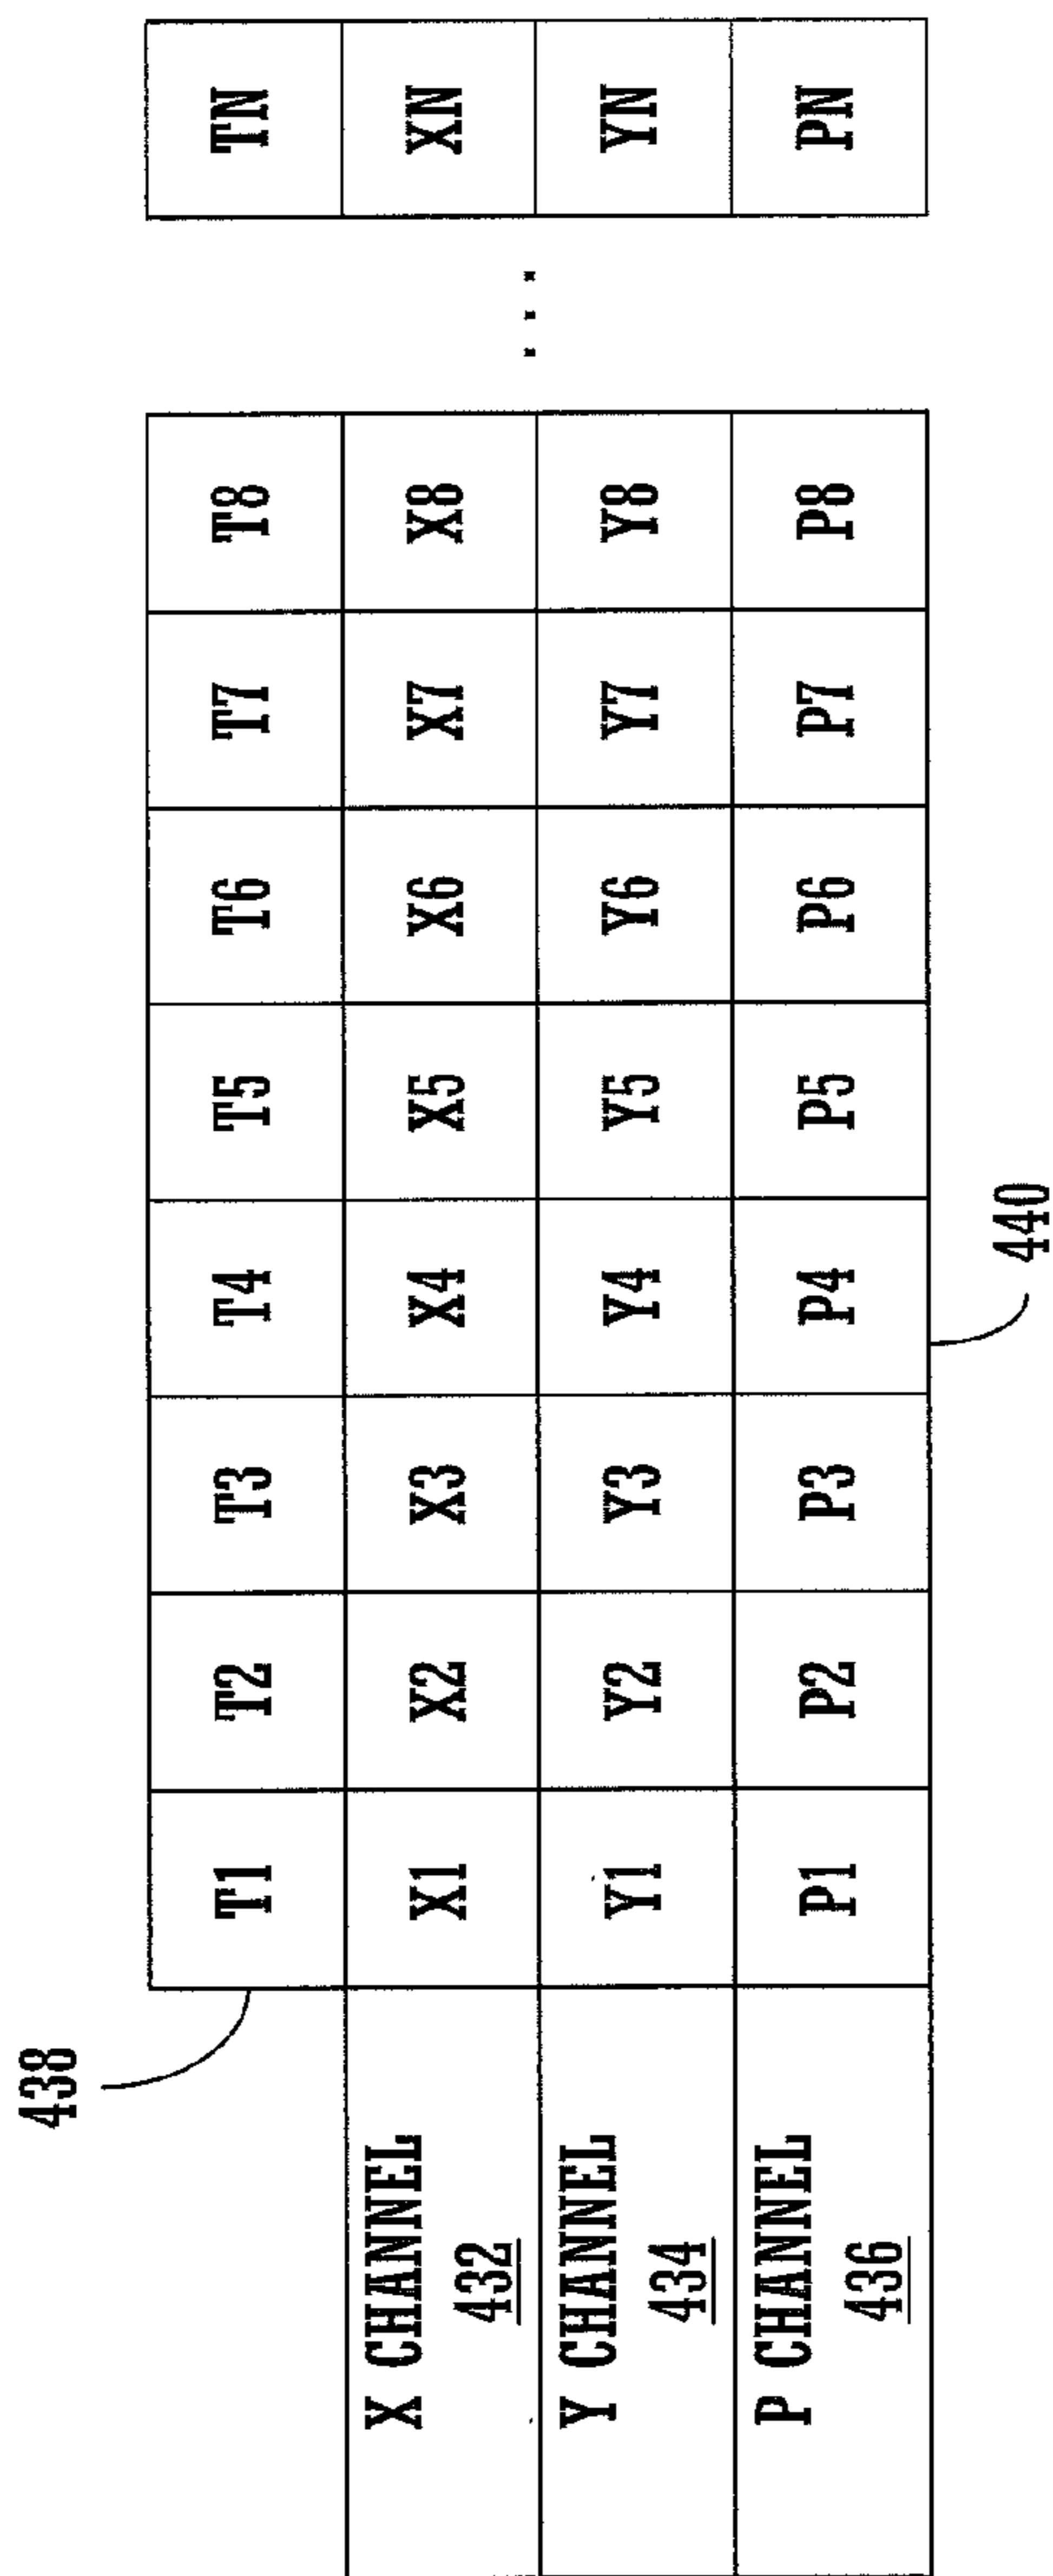 438
T1 T2 T3 T4 T5 T6 T7 T8 ... TN
X CHANNEL
432
X1 X2 X3 X4 X5 X6 X7 X8 XN
Y CHANNEL
434
Y1 Y2 Y3 Y4 Y5 Y6 Y7 Y8 YN
P CHANNEL
436
P1 P2 P3 P4 P5 P6 P7 P8 PN
440